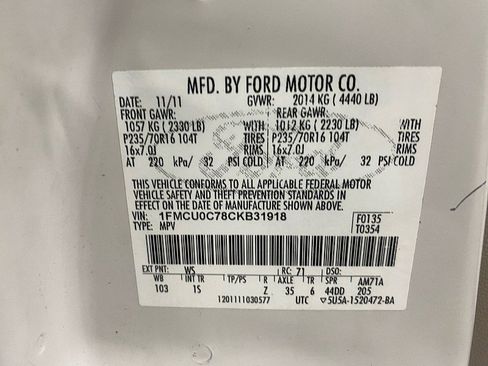 MFD. BY FORD MOTOR CO.
DATE: 11/11 GVWR: 2014 KG ( 4440 LB)
FRONT GAWR: REAR GAWR:
1057 KG ( 2330 LB) WITH 1012 KG ( 2230 LB) WITH
P235/70R16 104T TIRES P235/70R16 104T TIRES
16x7.0J RIMS 16x7.0J RIMS
AT 220 kPa/ 32 PSI COLD AT 220 kPa/ 32 PSI COLD
THIS VEHICLE CONFORMS TO ALL APPLICABLE FEDERAL MOTOR
VEHICLE SAFETY AND THEFT PREVENTION STANDARDS IN
EFFECT ON THE DATE OF MANUFACTURE SHOWN ABOVE.
VIN: 1FMCU0C78CKB31918 F0135
TYPE: MPV T0354
EXT PNT: WS RC: 71 DSO:
WB INT TR TP/PS R AXLE TR SPR AM71A
103 1S Z 35 6 44DD 205
1201111030577 UTC ▽5U5A-1520472-BA